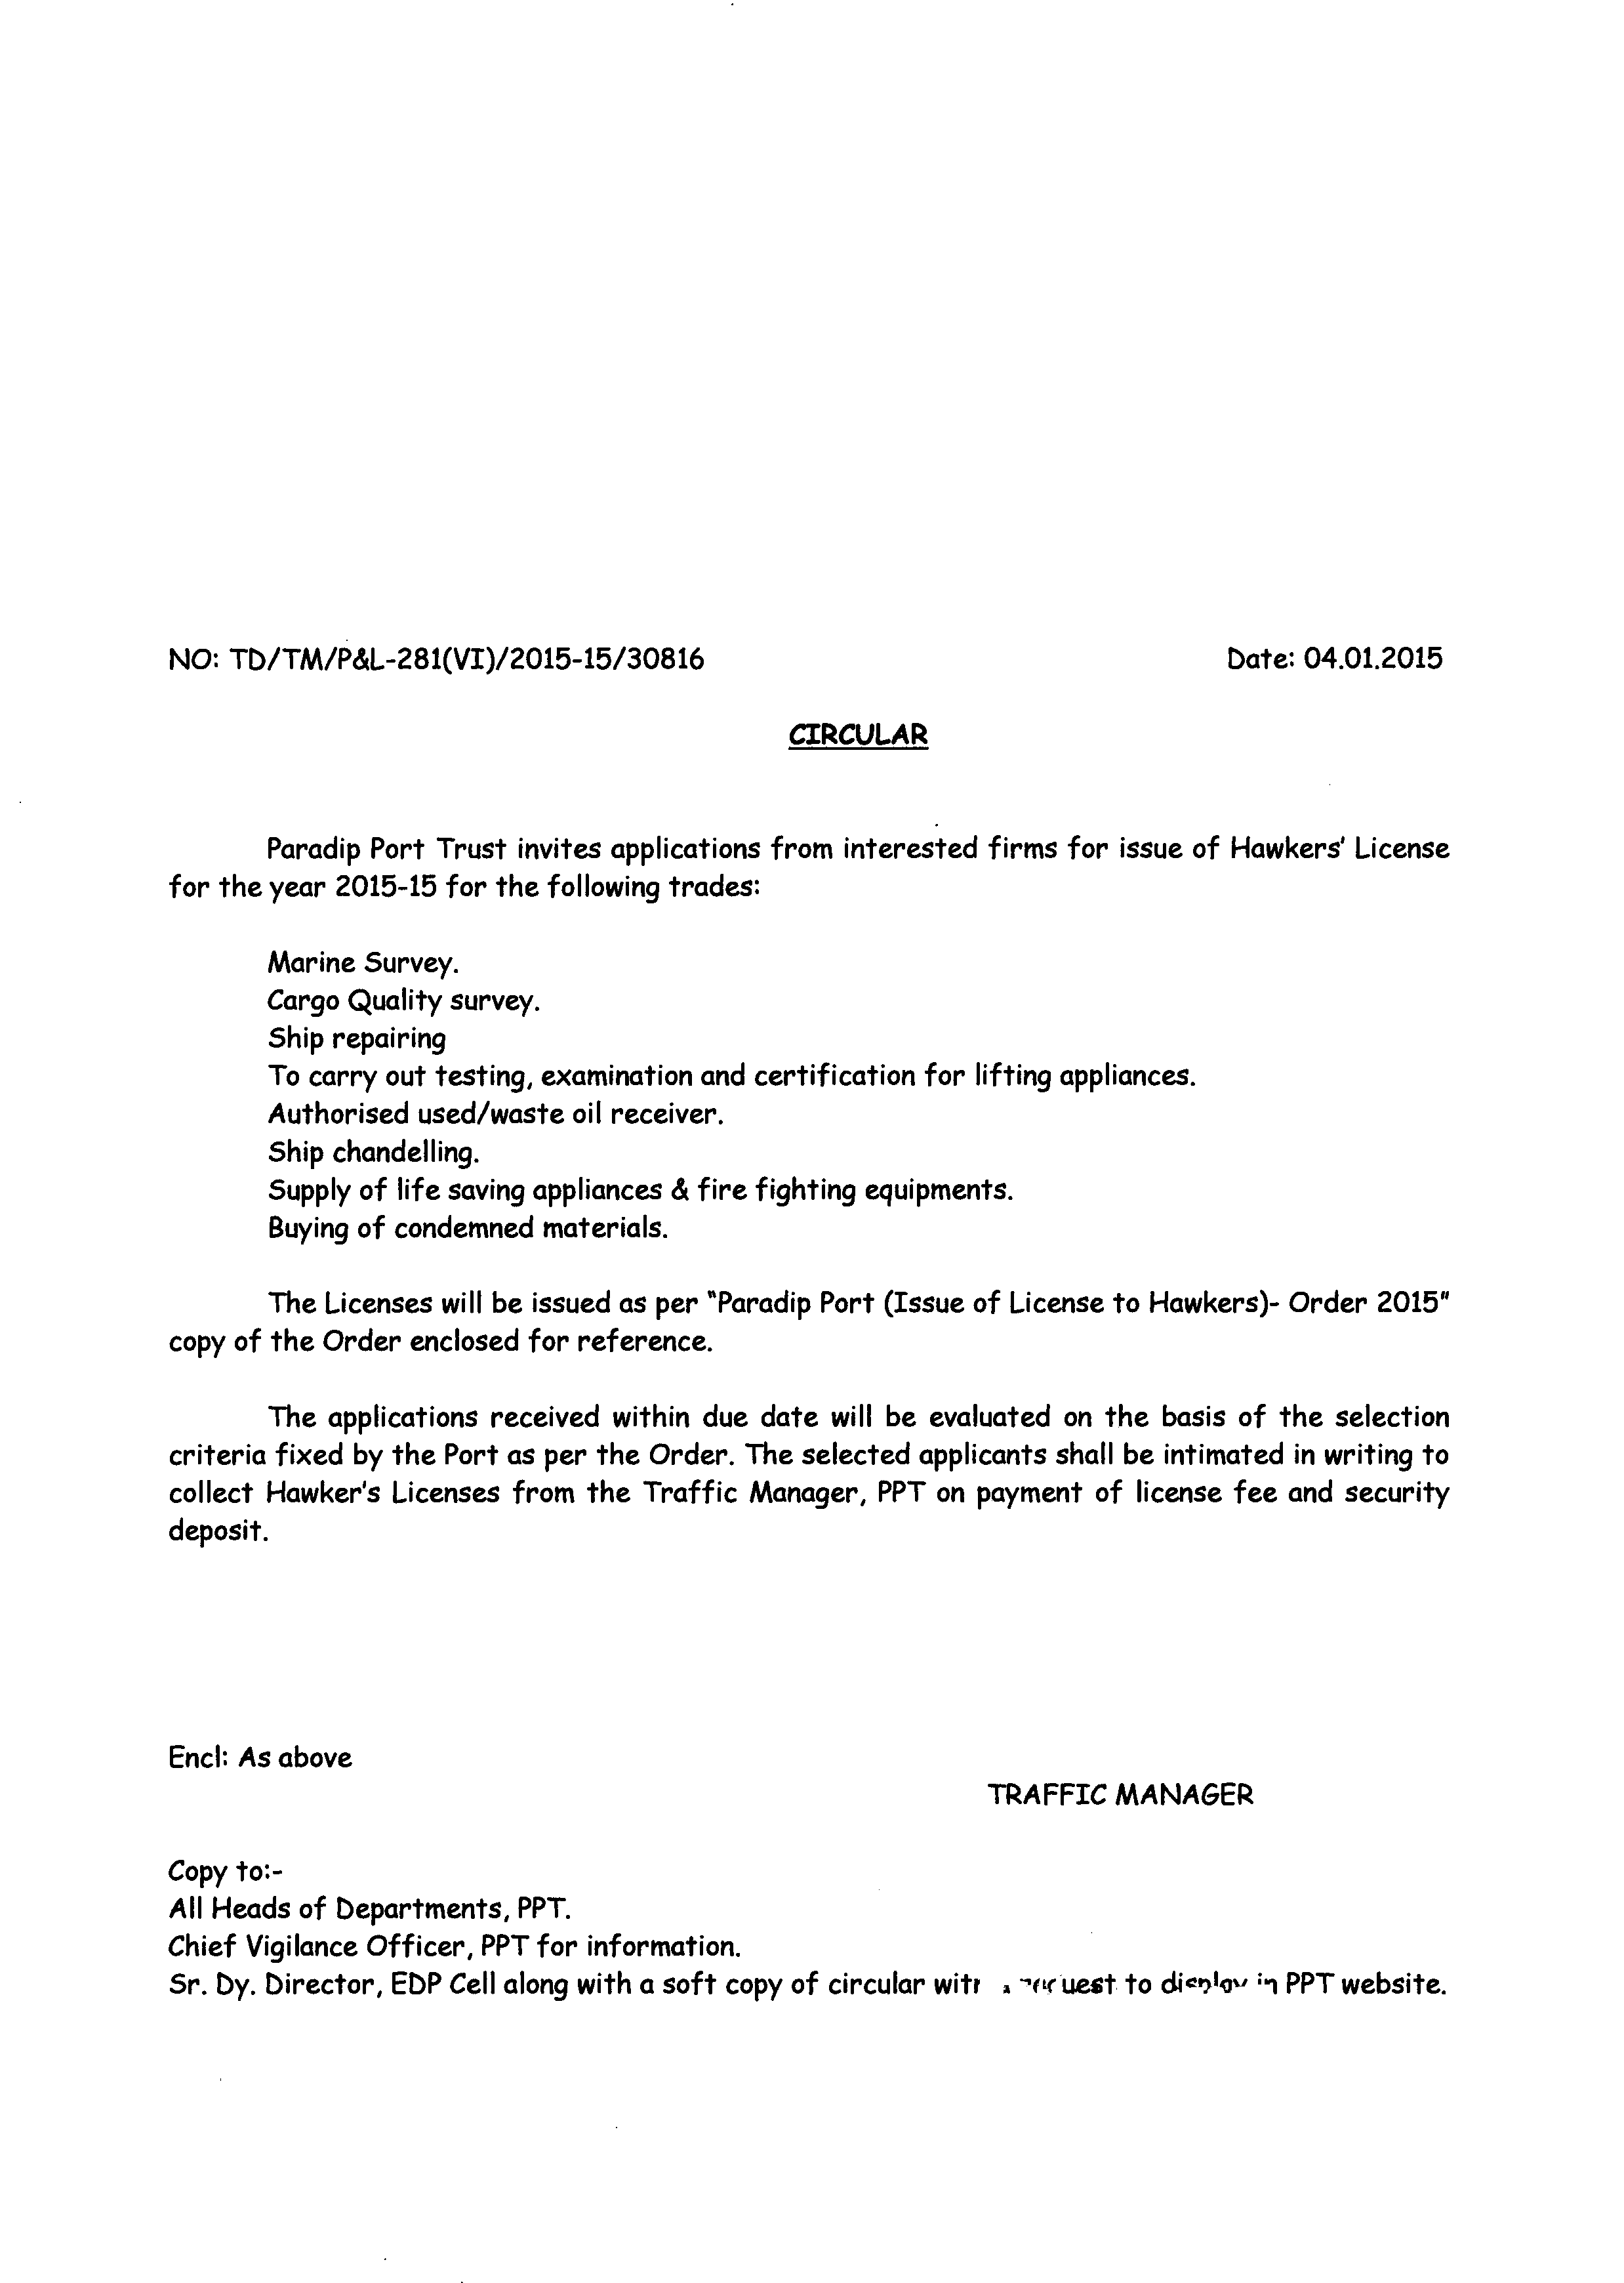 NO: TD/TM/P&L-281(VI)/2015-15/30816 Date: 04.01.2015
CIRCULAR
Paradip Port Trust invites applications from interested firms for issue of Hawkers' License
for the year 2015-15 for the following trades:
Marine Survey.
Cargo Quality survey.
Ship repairing
To carry out testing, examination and certification for lifting appliances.
Authorised used/waste oil receiver.
Ship chandelling.
Supply of life saving appliances & fire fighting equipments.
Buying of condemned materials.
The Licenses will be issued as per "Paradip Port (Issue of License to Hawkers)- Order 2015"
copy of the Order enclosed for reference.
The applications received within due date will be evaluated on the basis of the selection
criteria fixed by the Port as per the Order. The selected applicants shall be intimated in writing to
collect Hawker's Licenses from the Traffic Manager, PPT on payment of license fee and security
deposit.
Encl: As above
TRAFFIC MANAGER
Copy to:-
All Heads of Departments, PPT.
Chief Vigilance Officer, PPT for information.
Sr. Dy. Director, EDP Cell along with a soft copy of circular with a request to display in PPT website.